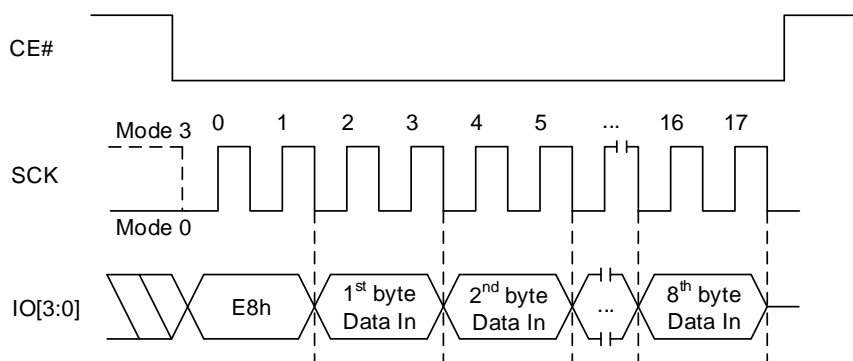 CE#
Mode 3
0 1 2 3 4 5 ... 16 17
SCK
Mode 0
IO[3:0]
E8h
1st byte
Data In
2nd byte
Data In
...
8th byte
Data In